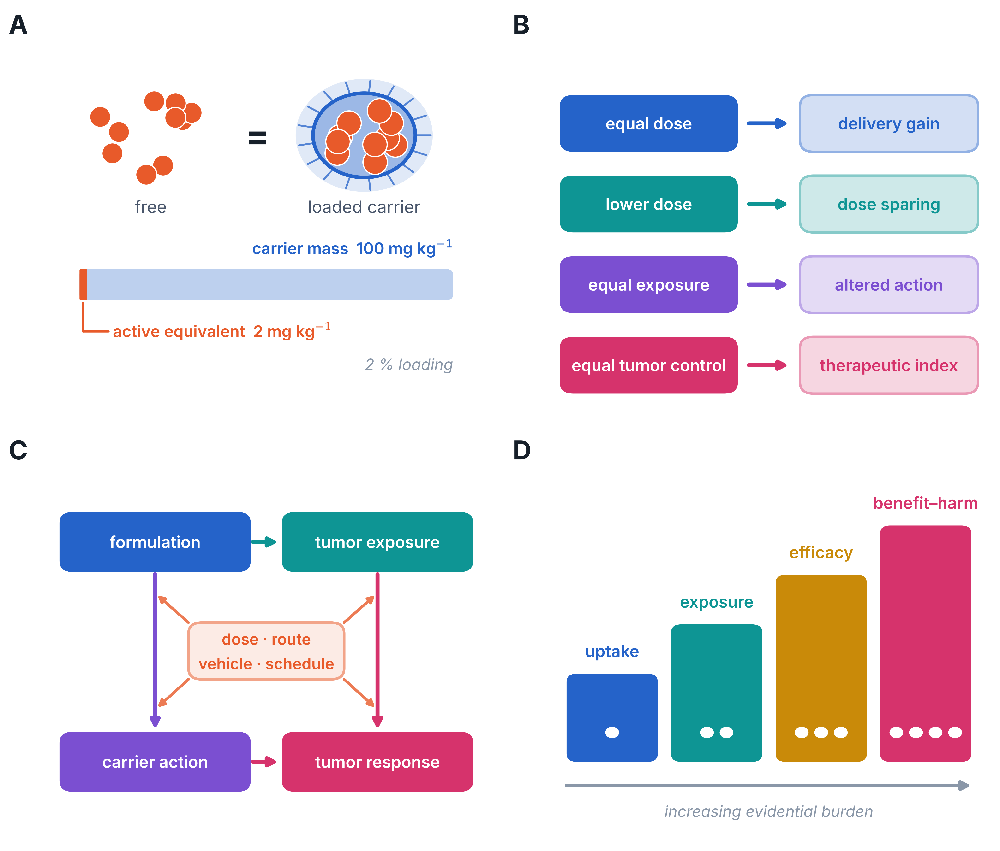 A
=
free
loaded carrier
carrier mass 100 mg kg⁻¹
active equivalent 2 mg kg⁻¹
2 % loading
B
equal dose
delivery gain
lower dose
dose sparing
equal exposure
altered action
equal tumor control
therapeutic index
C
formulation
tumor exposure
dose · route
vehicle · schedule
carrier action
tumor response
D
benefit–harm
efficacy
exposure
uptake
increasing evidential burden